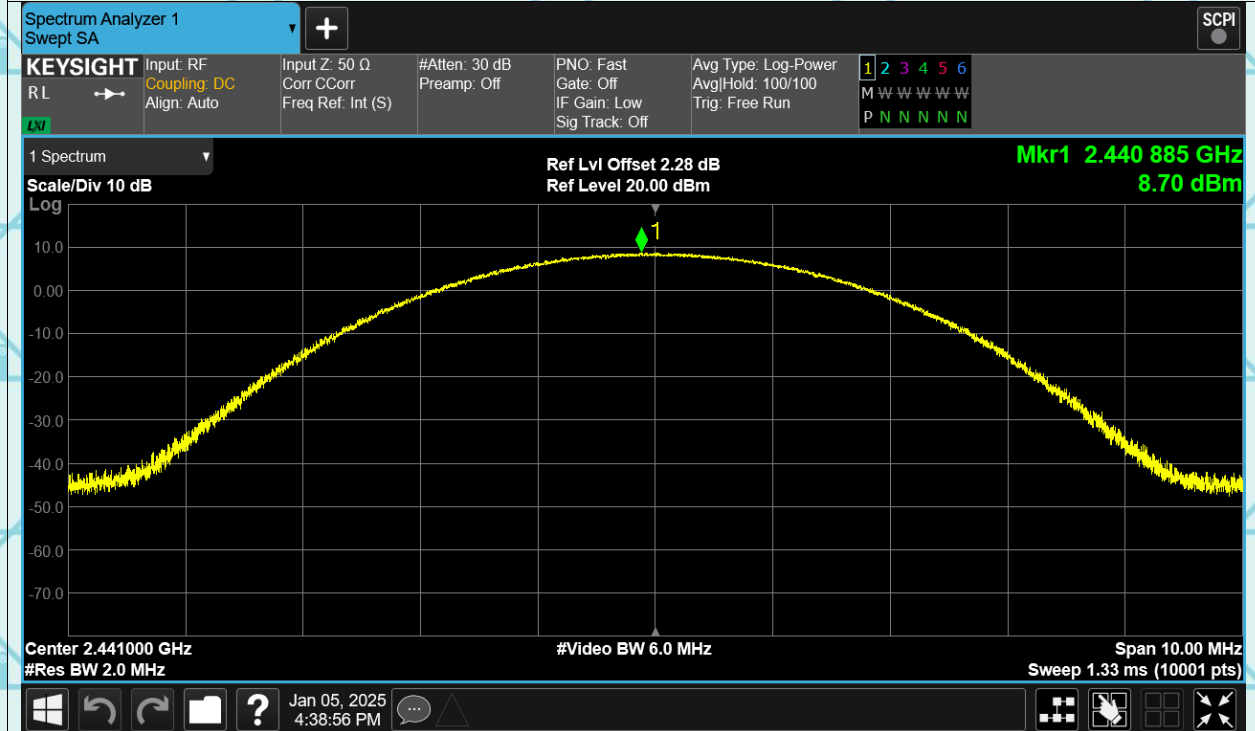 Spectrum Analyzer 1
Swept SA
+
SCPI
KEYSIGHT
RL
LXI
Input: RF
Coupling: DC
Align: Auto
Input Z: 50 Ω
Corr CCorr
Freq Ref: Int (S)
#Atten: 30 dB
Preamp: Off
PNO: Fast
Gate: Off
IF Gain: Low
Sig Track: Off
Avg Type: Log-Power
Avg|Hold: 100/100
Trig: Free Run
1 2 3 4 5 6
M W W W W W
P N N N N N
1 Spectrum
Scale/Div 10 dB
Log
Ref Lvl Offset 2.28 dB
Ref Level 20.00 dBm
Mkr1 2.440 885 GHz
8.70 dBm
1
10.0
0.00
-10.0
-20.0
-30.0
-40.0
-50.0
-60.0
-70.0
Center 2.441000 GHz
#Res BW 2.0 MHz
#Video BW 6.0 MHz
Span 10.00 MHz
Sweep 1.33 ms (10001 pts)
?
Jan 05, 2025
4:38:56 PM